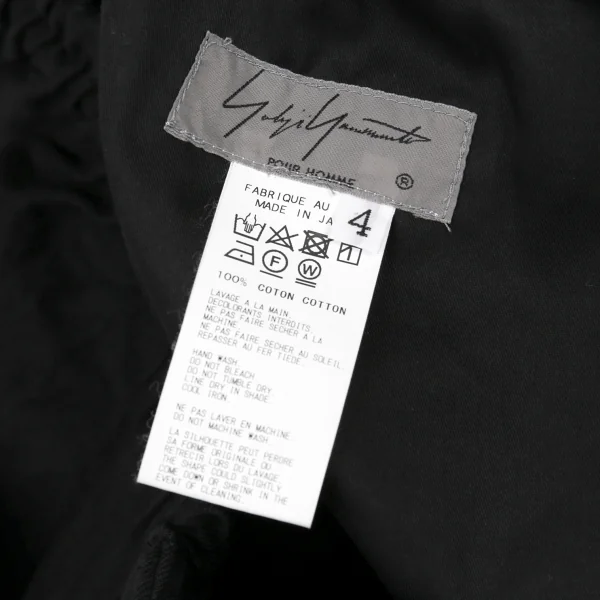 Yohji Yamamoto
POUR HOMME ®
FABRIQUE AU
MADE IN JA
4
1
F W
100% COTON COTTON
LAVAGE A LA MAIN.
DECOLORANTS INTERDITS.
NE PAS FAIRE SECHER A LA
MACHINE.
NE PAS FAIRE SECHER AU SOLEIL.
REPASSER AU FER TIEDE.
HAND WASH.
DO NOT BLEACH
DO NOT TUMBLE DRY
LINE DRY IN SHADE
COOL IRON
NE PAS LAVER EN MACHINE
DO NOT MACHINE WASH
LA SILHOUETTE PEUT PERDRE
SA FORME ORIGINALE OU
RETRECIR LORS DU LAVAGE.
THE SHAPE COULD SLIGHTLY
COME DOWN OR SHRINK IN THE
EVENT OF CLEANING.